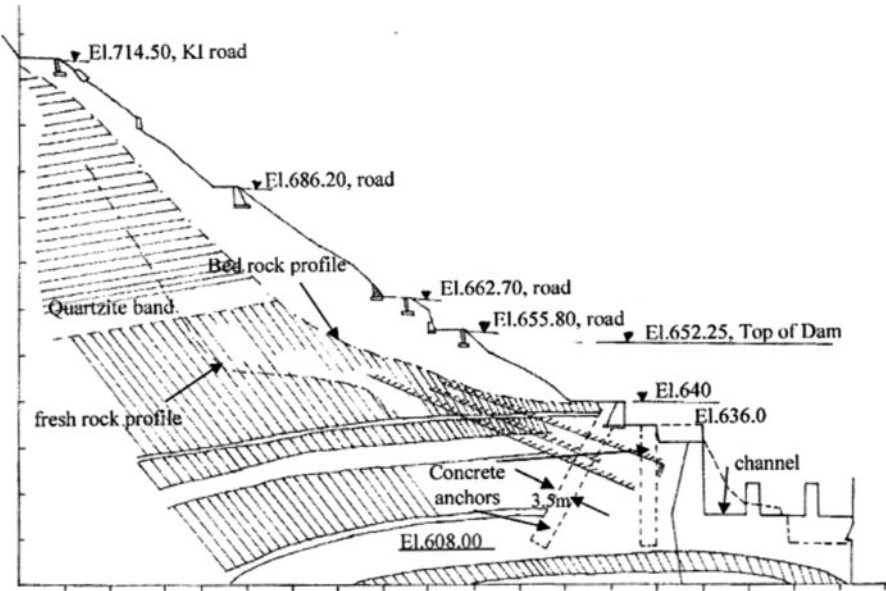 El.714.50, KI road
El.686.20, road
Bed rock profile
El.662.70, road
Quartzite band
El.655.80, road
El.652.25, Top of Dam
El.640
El.636.0
fresh rock profile
channel
Concrete
anchors
3.5m
El.608.00